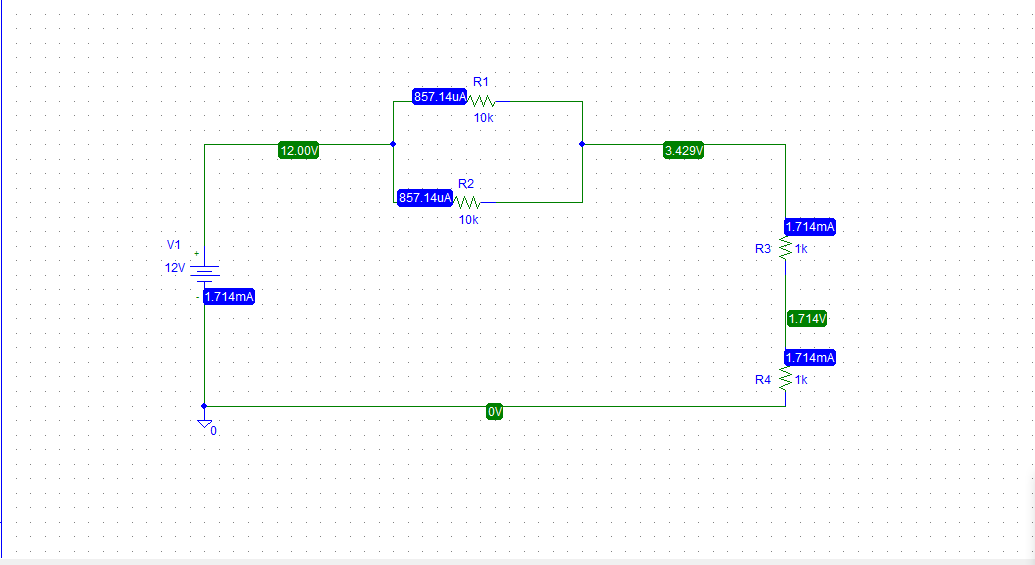 R1
857.14uA
10k
12.00V
3.429V
R2
857.14uA
10k
1.714mA
V1
+
R3
1k
12V
-
1.714mA
1.714V
1.714mA
R4
1k
0V
0